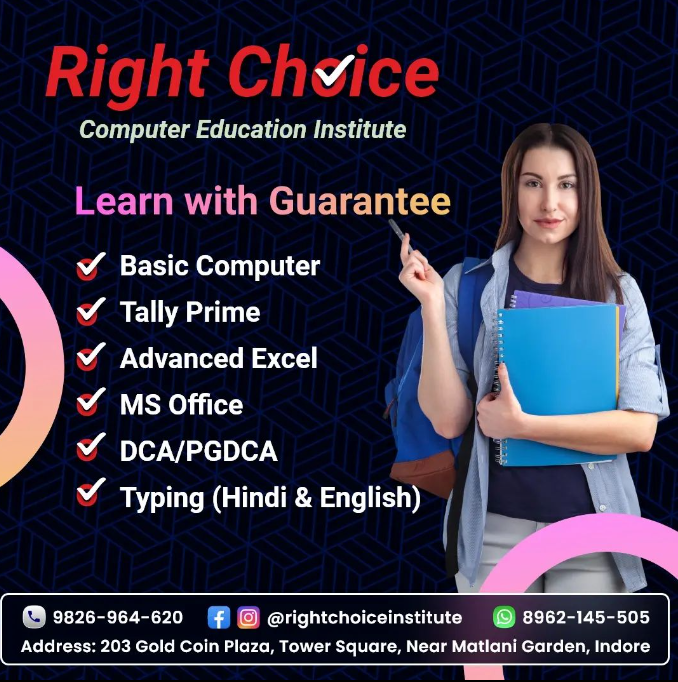 Right Choice
Computer Education Institute
Learn with Guarantee
Basic Computer
Tally Prime
Advanced Excel
MS Office
DCA/PGDCA
Typing (Hindi & English)
9826-964-620 @rightchoiceinstitute 8962-145-505
Address: 203 Gold Coin Plaza, Tower Square, Near Matlani Garden, Indore